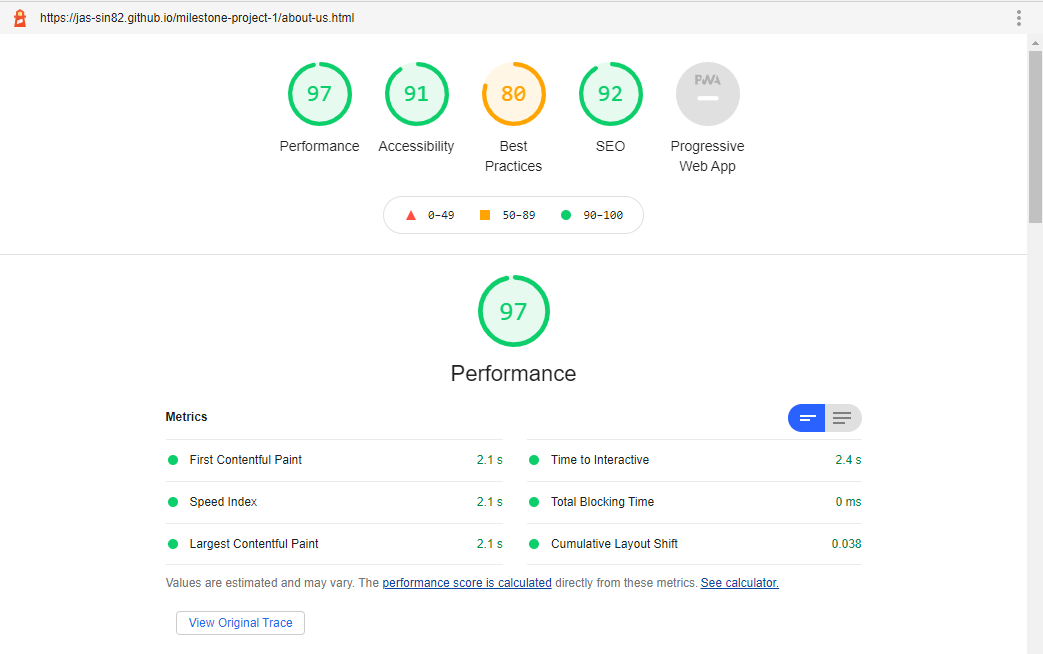 https://jas-sin82.github.io/milestone-project-1/about-us.html
97 91 80 92 PWA
Performance Accessibility Best Practices SEO Progressive Web App
0–49 50–89 90–100
97
Performance
Metrics
First Contentful Paint 2.1 s
Time to Interactive 2.4 s
Speed Index 2.1 s
Total Blocking Time 0 ms
Largest Contentful Paint 2.1 s
Cumulative Layout Shift 0.038
Values are estimated and may vary. The performance score is calculated directly from these metrics. See calculator.
View Original Trace